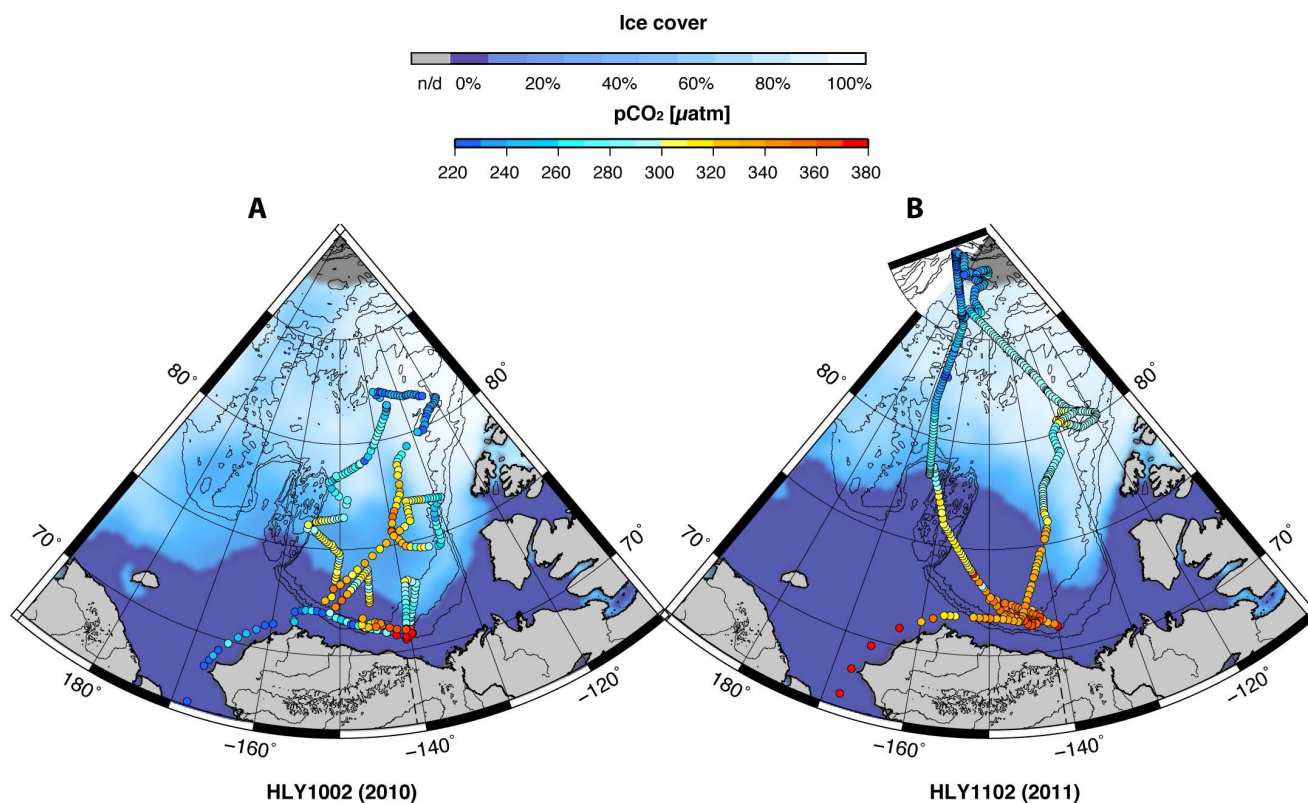 Ice cover
n/d 0% 20% 40% 60% 80% 100%
pCO₂ [µatm]
220 240 260 280 300 320 340 360 380
A
B
80°
80°
70°
70°
180°
−160°
−140°
−120°
80°
80°
70°
70°
180°
−160°
−140°
−120°
HLY1002 (2010)
HLY1102 (2011)